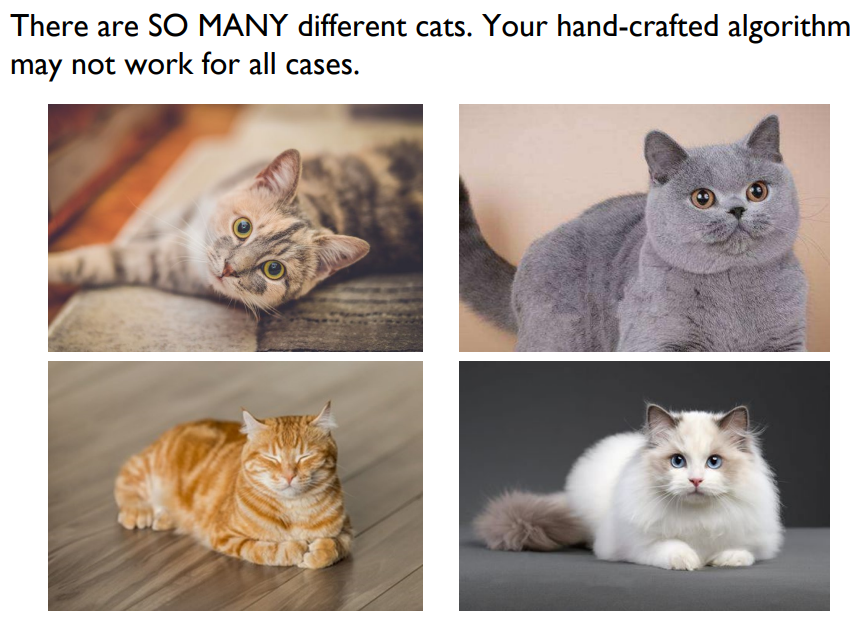 There are SO MANY different cats. Your hand-crafted algorithm
may not work for all cases.